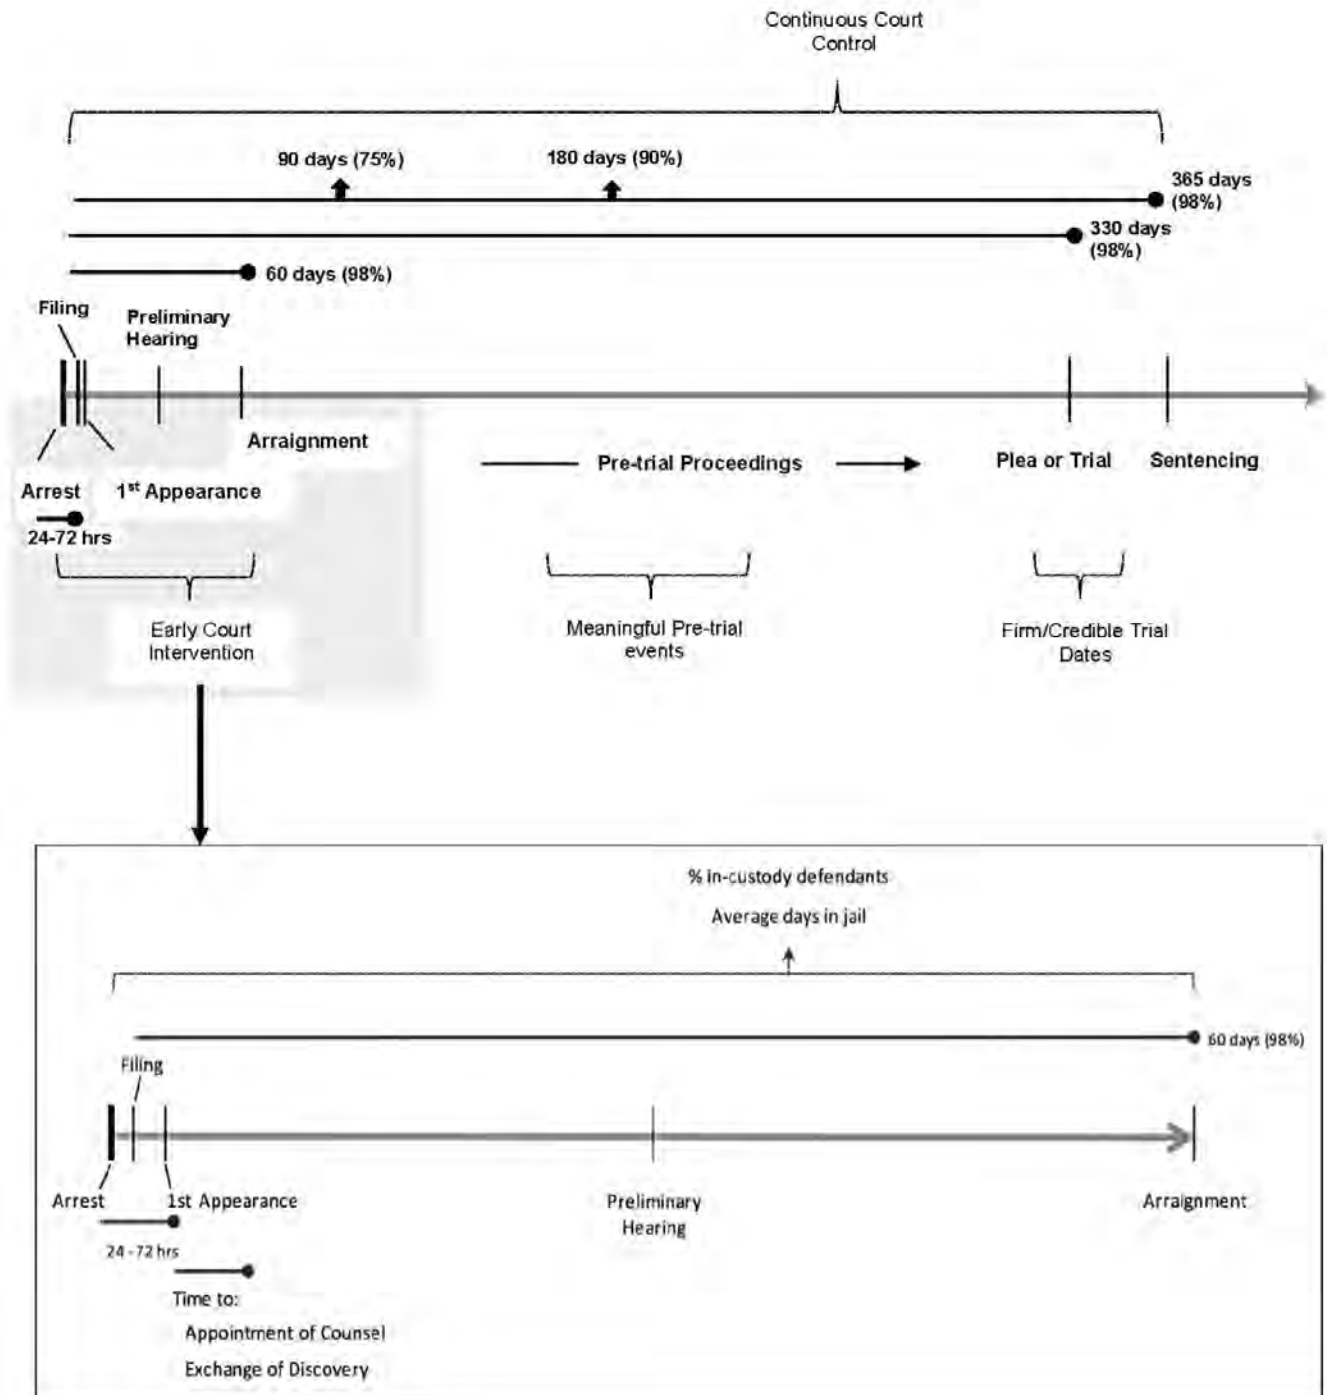 Continuous Court
Control
90 days (75%)
180 days (90%)
365 days
(98%)
330 days
(98%)
60 days (98%)
Filing
Preliminary
Hearing
Arraignment
Pre-trial Proceedings
Plea or Trial
Sentencing
Arrest
1st Appearance
24-72 hrs
Early Court
Intervention
Meaningful Pre-trial
events
Firm/Credible Trial
Dates
% in-custody defendants
Average days in jail
60 days (98%)
Filing
Arrest
1st Appearance
Preliminary
Hearing
Arraignment
24 - 72 hrs
Time to:
Appointment of Counsel
Exchange of Discovery